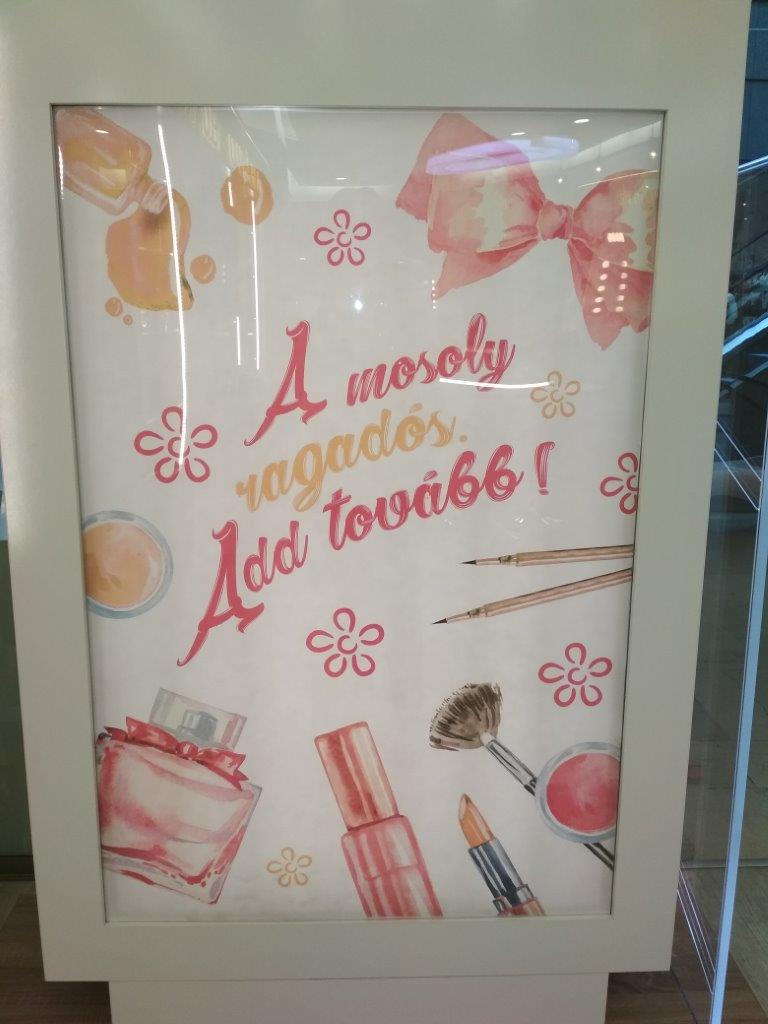 A mosoly
ragadós.
Add tovább!